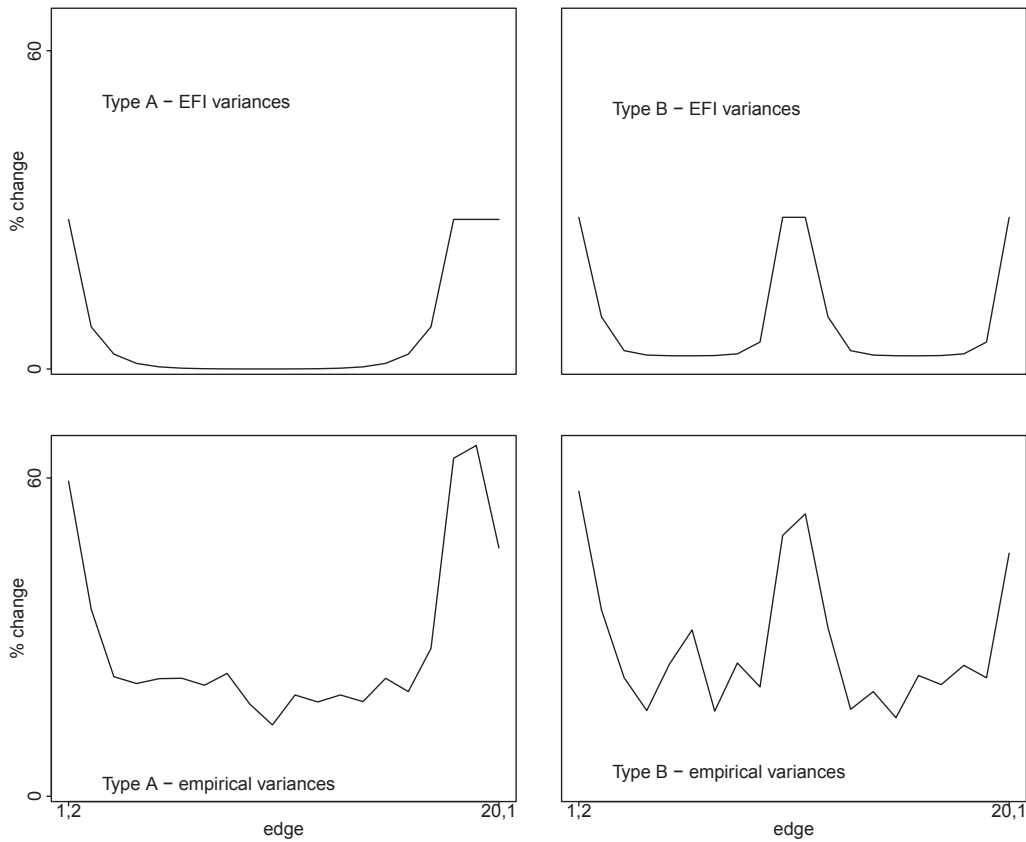 60
Type A − EFI variances
Type B − EFI variances
% change
0
60
% change
Type A − empirical variances
Type B − empirical variances
0
1,2
20,1
1,2
20,1
edge
edge